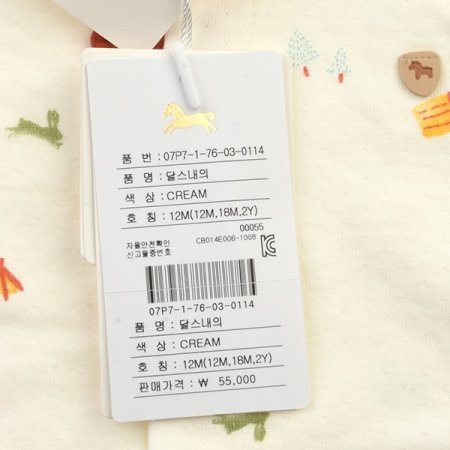 품 번 : 07P7-1-76-03-0114
품 명 : 달스내의
색 상 : CREAM
호 칭 : 12M(12M,18M,2Y)
00055
자율안전확인
신고필증번호
CB014E006-1008
07P7-1-76-03-0114
품 명 : 달스내의
색 상 : CREAM
호 칭 : 12M(12M,18M,2Y)
판매가격 : ₩ 55,000